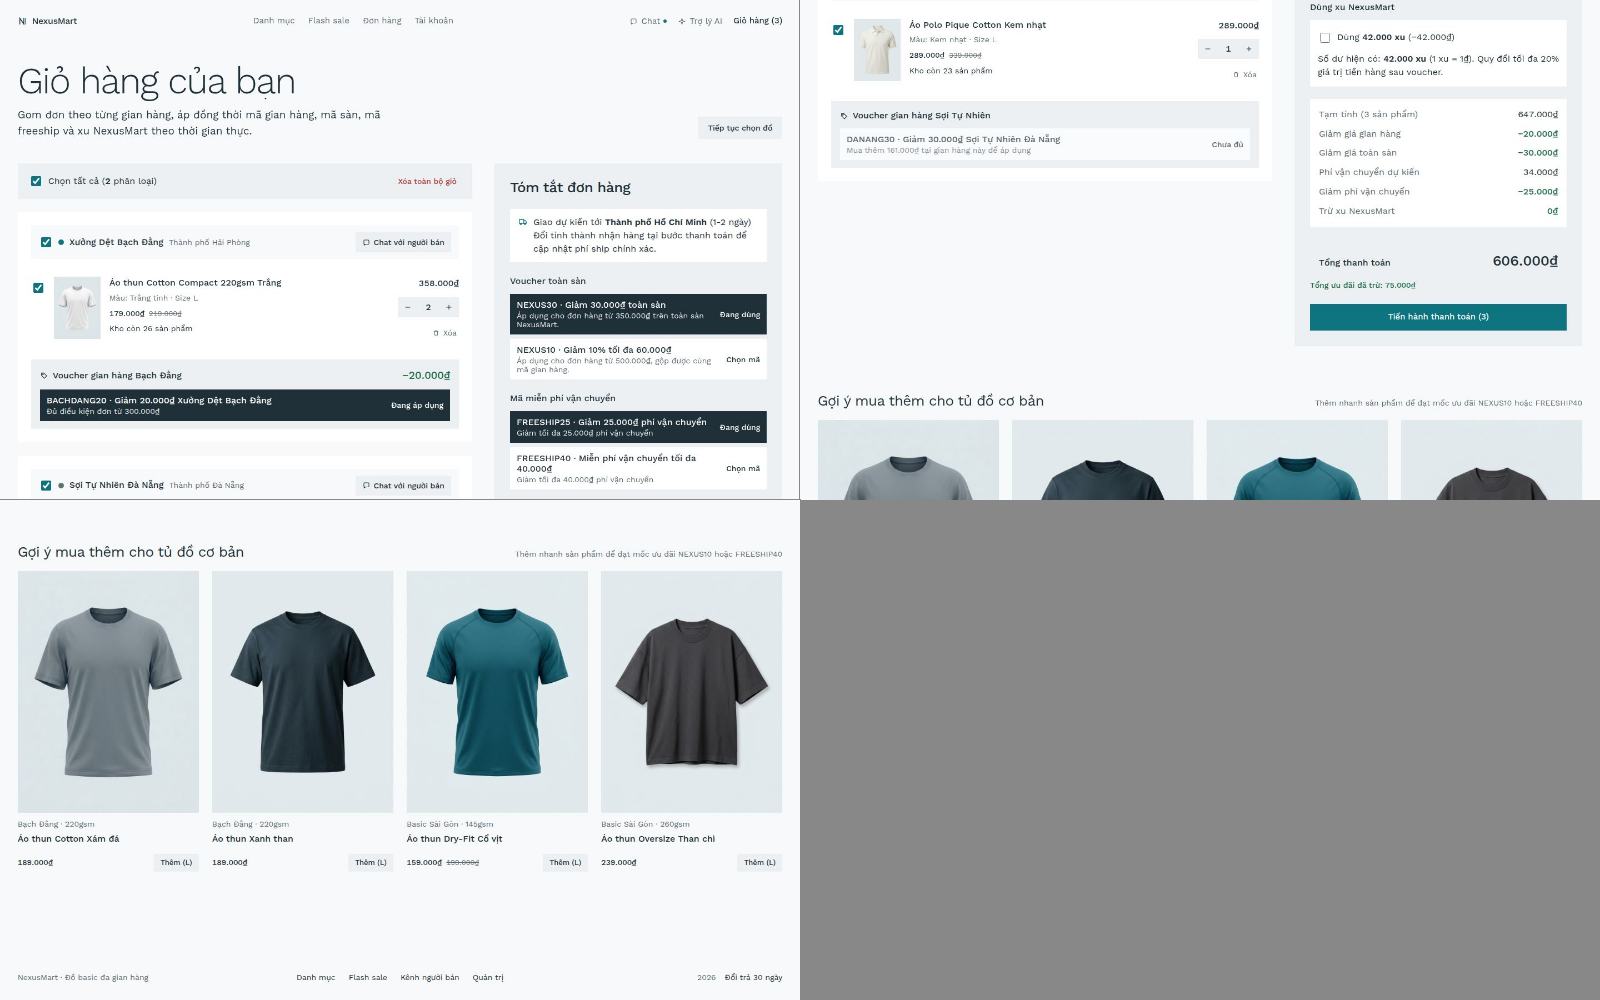 NexusMart
Danh mục Flash sale Đơn hàng Tài khoản
Chat Trợ lý AI Giỏ hàng (3)
Giỏ hàng của bạn
Gom đơn theo từng gian hàng, áp đồng thời mã gian hàng, mã sàn, mã
freeship và xu NexusMart theo thời gian thực.
Tiếp tục chọn đồ
Chọn tất cả (2 phân loại)
Xóa toàn bộ giỏ
Xưởng Dệt Bạch Đằng Thành phố Hải Phòng
Chat với người bán
Áo thun Cotton Compact 220gsm Trắng
358.000₫
Màu: Trắng tinh · Size L
179.000₫ 219.000₫
− 2 +
Kho còn 26 sản phẩm
Xóa
Voucher gian hàng Bạch Đằng
−20.000₫
BACHDANG20 · Giảm 20.000₫ Xưởng Dệt Bạch Đằng
Đủ điều kiện đơn từ 300.000₫
Đang áp dụng
Sợi Tự Nhiên Đà Nẵng Thành phố Đà Nẵng
Chat với người bán
Tóm tắt đơn hàng
Giao dự kiến tới Thành phố Hồ Chí Minh (1-2 ngày)
Đổi tỉnh thành nhận hàng tại bước thanh toán để
cập nhật phí ship chính xác.
Voucher toàn sàn
NEXUS30 · Giảm 30.000₫ toàn sàn
Áp dụng cho đơn hàng từ 350.000₫ trên toàn sàn
NexusMart.
Đang dùng
NEXUS10 · Giảm 10% tối đa 60.000₫
Áp dụng cho đơn hàng từ 500.000₫, gộp được cùng
mã gian hàng.
Chọn mã
Mã miễn phí vận chuyển
FREESHIP25 · Giảm 25.000₫ phí vận chuyển
Giảm tối đa 25.000₫ phí vận chuyển
Đang dùng
FREESHIP40 · Miễn phí vận chuyển tối đa
40.000₫
Giảm tối đa 40.000₫ phí vận chuyển
Chọn mã
Áo Polo Pique Cotton Kem nhạt
289.000₫
Màu: Kem nhạt · Size L
289.000₫ 339.000₫
− 1 +
Kho còn 23 sản phẩm
Xóa
Voucher gian hàng Sợi Tự Nhiên
DANANG30 · Giảm 30.000₫ Sợi Tự Nhiên Đà Nẵng
Mua thêm 161.000₫ tại gian hàng này để áp dụng
Chưa đủ
Dùng xu NexusMart
Dùng 42.000 xu (−42.000₫)
Số dư hiện có: 42.000 xu (1 xu = 1₫). Quy đổi tối đa 20%
giá trị tiền hàng sau voucher.
Tạm tính (3 sản phẩm) 647.000₫
Giảm giá gian hàng −20.000₫
Giảm giá toàn sàn −30.000₫
Phí vận chuyển dự kiến 34.000₫
Giảm phí vận chuyển −25.000₫
Trừ xu NexusMart 0₫
Tổng thanh toán 606.000₫
Tổng ưu đãi đã trừ: 75.000₫
Tiến hành thanh toán (3)
Gợi ý mua thêm cho tủ đồ cơ bản
Thêm nhanh sản phẩm để đạt mốc ưu đãi NEXUS10 hoặc FREESHIP40
Gợi ý mua thêm cho tủ đồ cơ bản
Thêm nhanh sản phẩm để đạt mốc ưu đãi NEXUS10 hoặc FREESHIP40
Bạch Đằng · 220gsm
Áo thun Cotton Xám đá
189.000₫
Thêm (L)
Bạch Đằng · 220gsm
Áo thun Xanh than
189.000₫
Thêm (L)
Basic Sài Gòn · 145gsm
Áo thun Dry-Fit Cổ vịt
159.000₫ 199.000₫
Thêm (L)
Basic Sài Gòn · 260gsm
Áo thun Oversize Than chì
239.000₫
Thêm (L)
NexusMart · Đồ basic đa gian hàng
Danh mục Flash sale Kênh người bán Quản trị
2026 Đổi trả 30 ngày